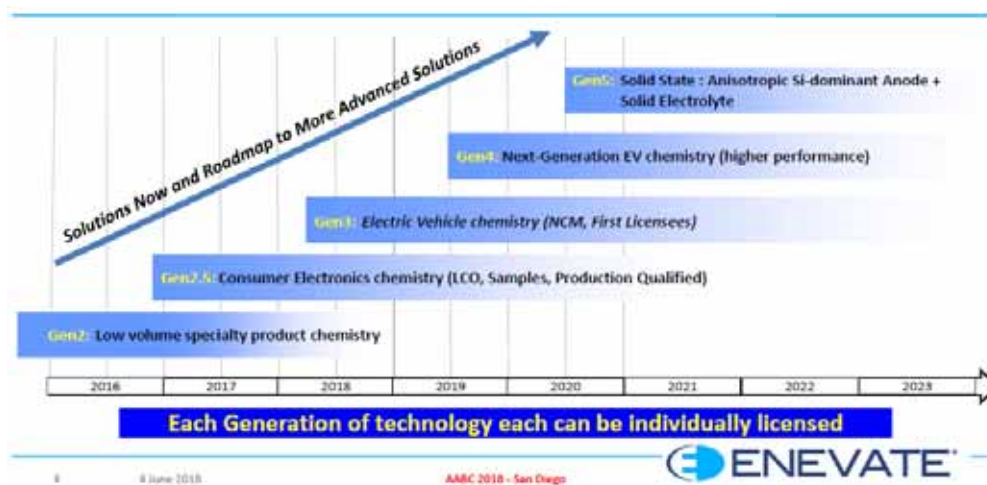 Solutions Now and Roadmap to More Advanced Solutions
Gen5: Solid State : Anisotropic Si-dominant Anode +
Solid Electrolyte
Gen4: Next-Generation EV chemistry (higher performance)
Gen3: Electric Vehicle chemistry (NCM, First Licensees)
Gen2.5: Consumer Electronics chemistry (LCO, Samples, Production Qualified)
Gen2: Low volume specialty product chemistry
2016 2017 2018 2019 2020 2021 2022 2023
Each Generation of technology each can be individually licensed
June 2018 AABC 2018 - San Diego
ENEVATE